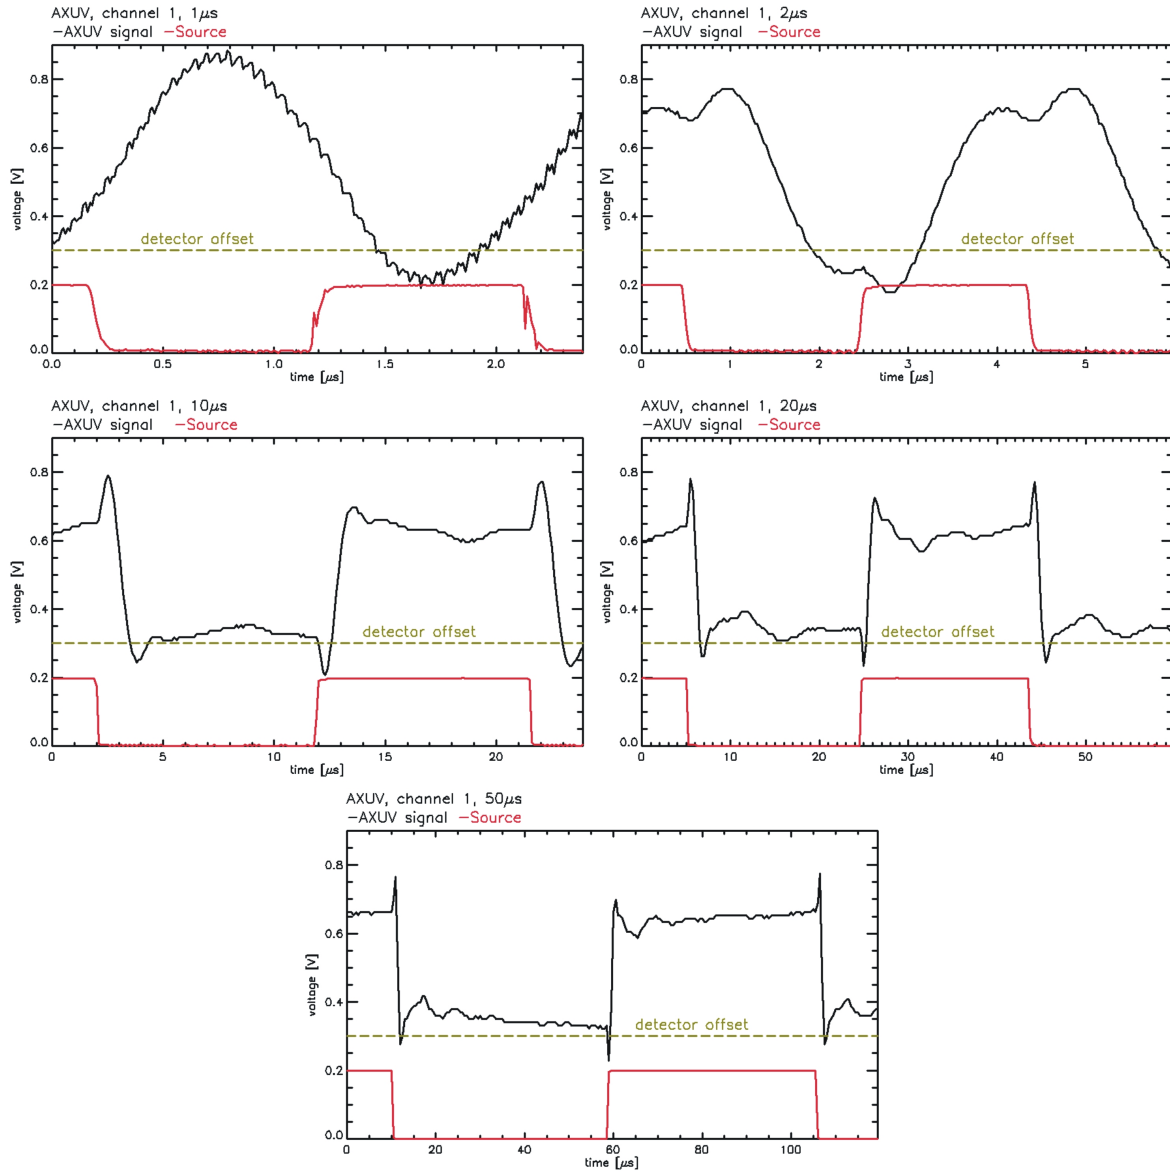 AXUV, channel 1, 1μs
−AXUV signal −Source
0.8
0.6
0.4
0.2
0.0
voltage [V]
detector offset
0.0 0.5 1.0 1.5 2.0
time [μs]
AXUV, channel 1, 2μs
−AXUV signal −Source
0.8
0.6
0.4
0.2
0.0
voltage [V]
detector offset
0 1 2 3 4 5
time [μs]
AXUV, channel 1, 10μs
−AXUV signal −Source
0.8
0.6
0.4
0.2
0.0
voltage [V]
detector offset
0 5 10 15 20
time [μs]
AXUV, channel 1, 20μs
−AXUV signal −Source
0.8
0.6
0.4
0.2
0.0
voltage [V]
detector offset
0 10 20 30 40 50
time [μs]
AXUV, channel 1, 50μs
−AXUV signal −Source
0.8
0.6
0.4
0.2
0.0
voltage [V]
detector offset
0 20 40 60 80 100
time [μs]